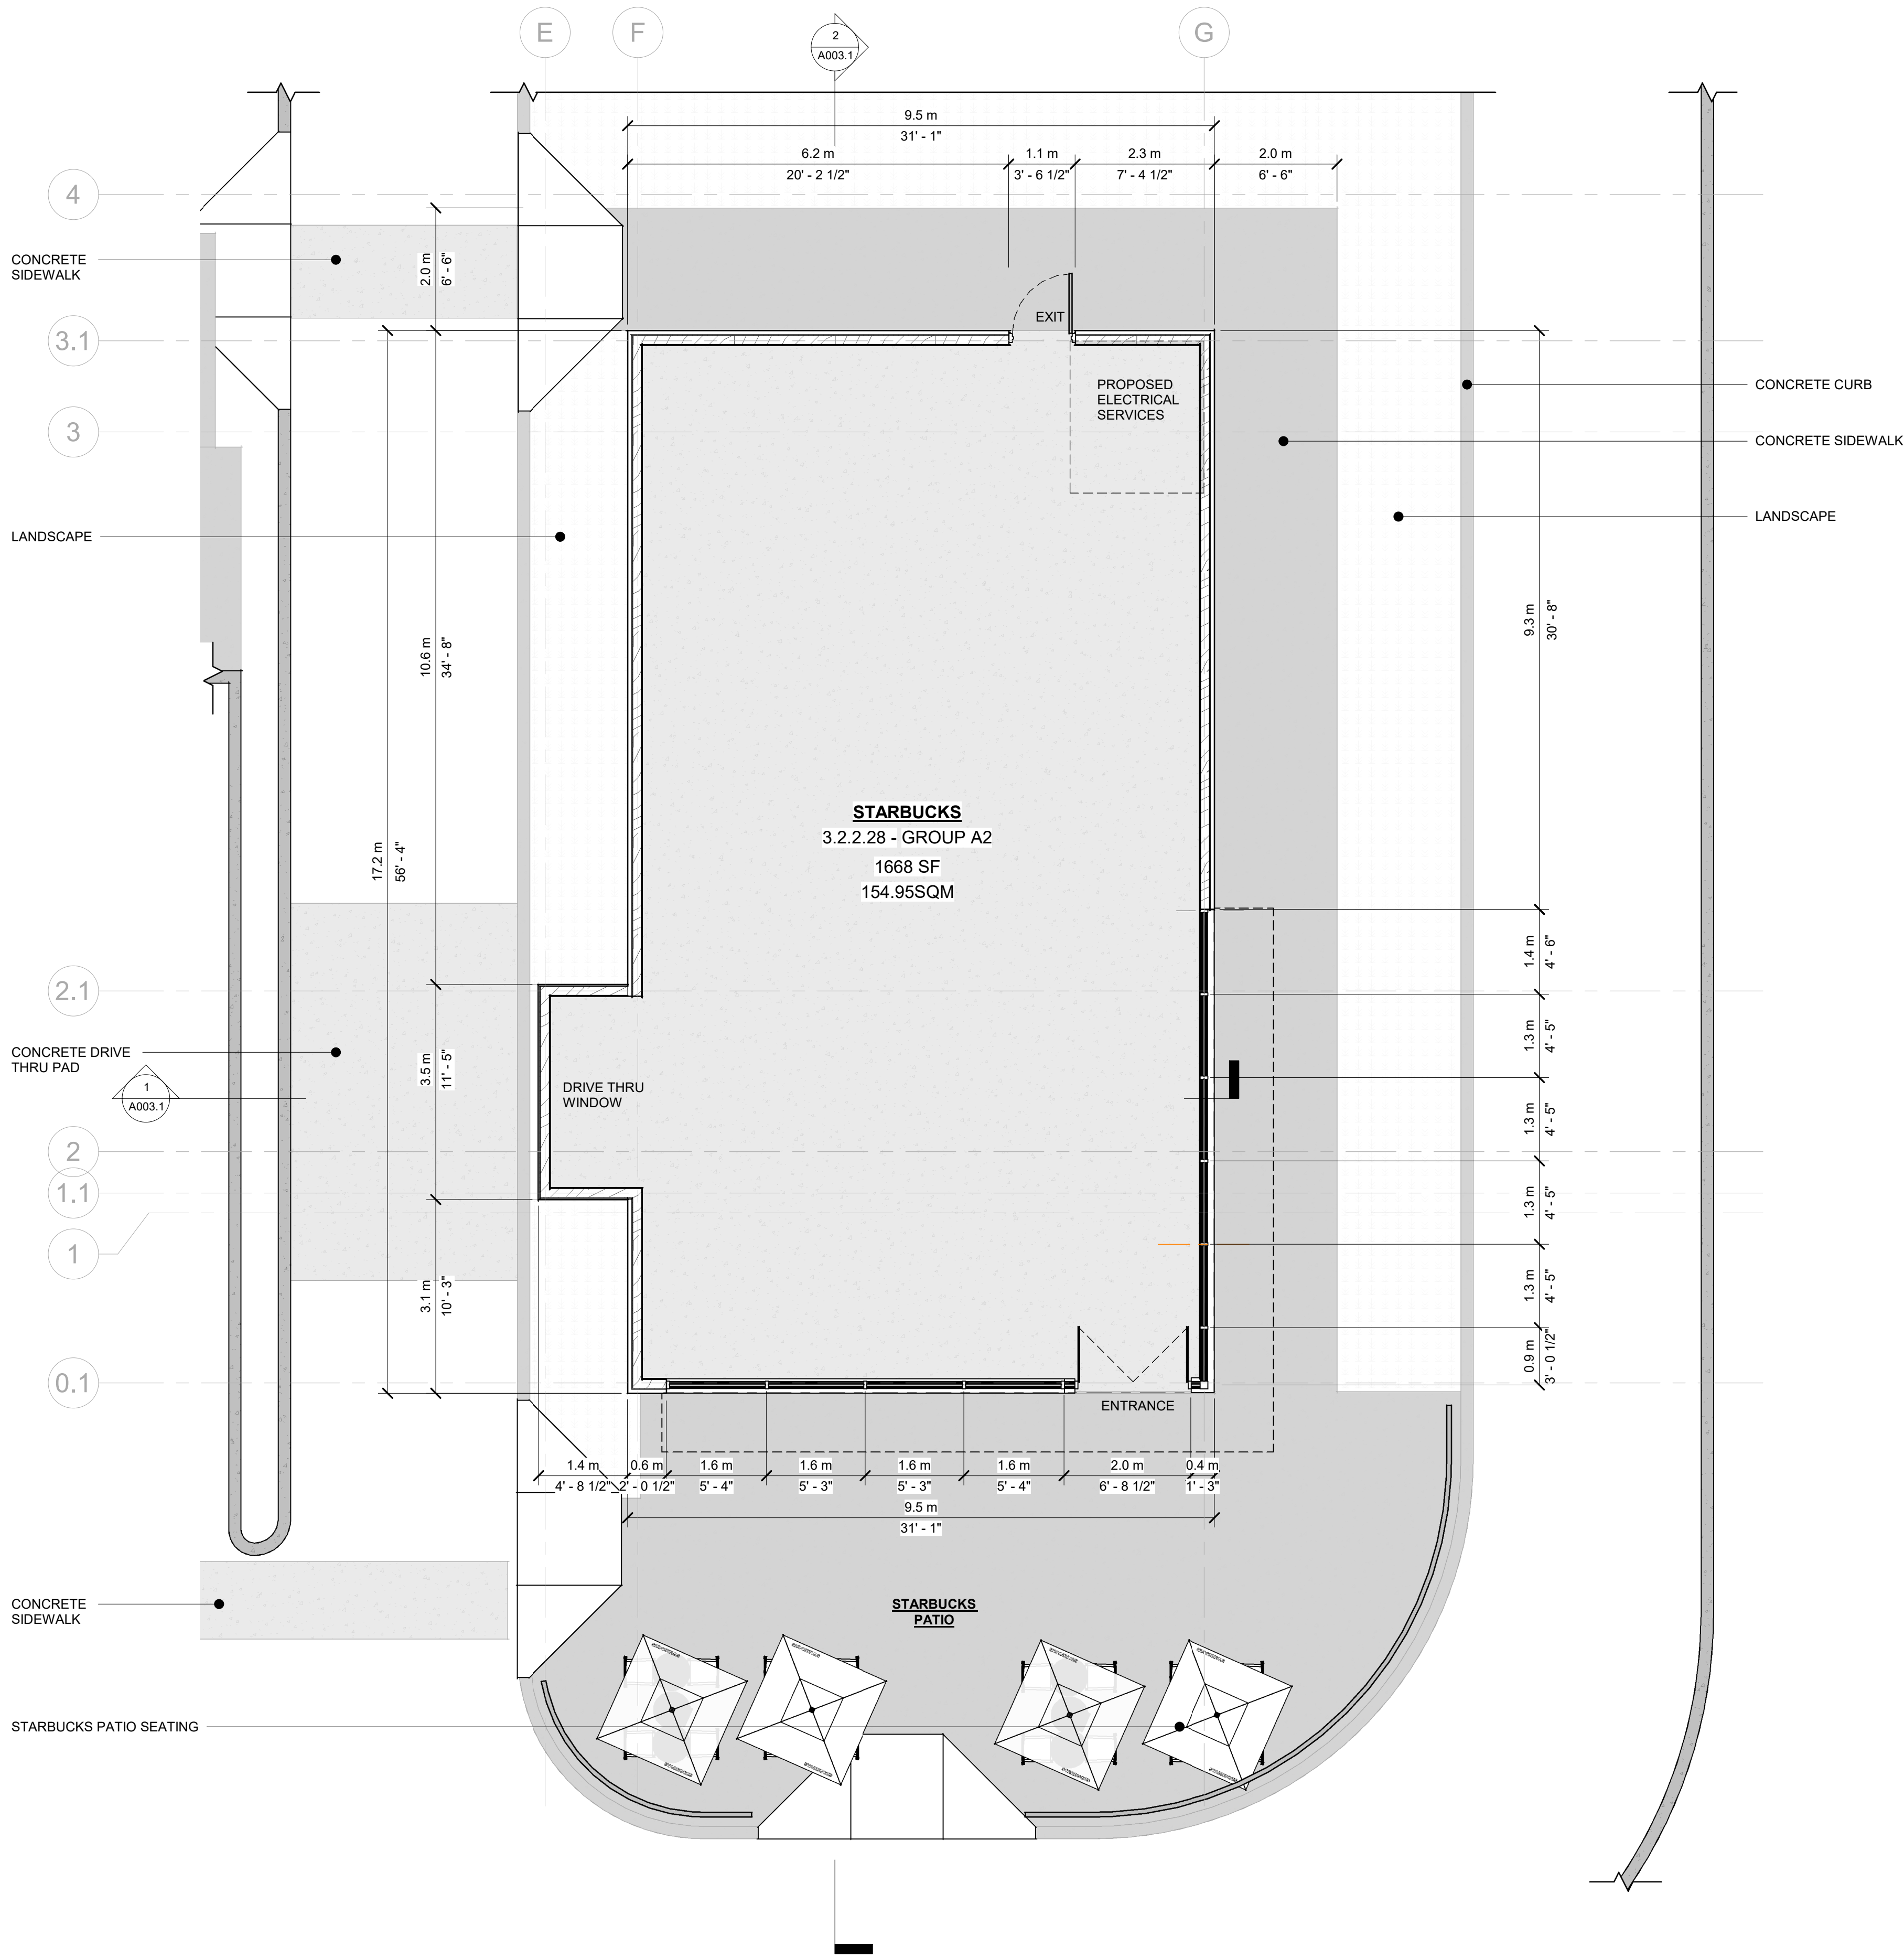 E
F
2
A003.1
G
9.5 m
31' - 1"
6.2 m
1.1 m
2.3 m
2.0 m
20' - 2 1/2"
3' - 6 1/2"
7' - 4 1/2"
6' - 6"
4
CONCRETE
SIDEWALK
2.0 m
6' - 6"
EXIT
3.1
PROPOSED
ELECTRICAL
SERVICES
CONCRETE CURB
3
CONCRETE SIDEWALK
LANDSCAPE
LANDSCAPE
9.3 m
30' - 8"
10.6 m
34' - 8"
STARBUCKS
3.2.2.28 - GROUP A2
1668 SF
154.95SQM
17.2 m
56' - 4"
1.4 m
4' - 6"
2.1
1.3 m
4' - 5"
CONCRETE DRIVE
THRU PAD
3.5 m
11' - 5"
DRIVE THRU
WINDOW
1
A003.1
1.3 m
4' - 5"
2
1.1
1.3 m
4' - 5"
1
3.1 m
10' - 3"
1.3 m
4' - 5"
0.9 m
3' - 0 1/2"
0.1
ENTRANCE
1.4 m
0.6 m
1.6 m
1.6 m
1.6 m
1.6 m
2.0 m
0.4 m
4' - 8 1/2"
2' - 0 1/2"
5' - 4"
5' - 3"
5' - 3"
5' - 4"
6' - 8 1/2"
1' - 3"
9.5 m
31' - 1"
CONCRETE
SIDEWALK
STARBUCKS
PATIO
STARBUCKS PATIO SEATING